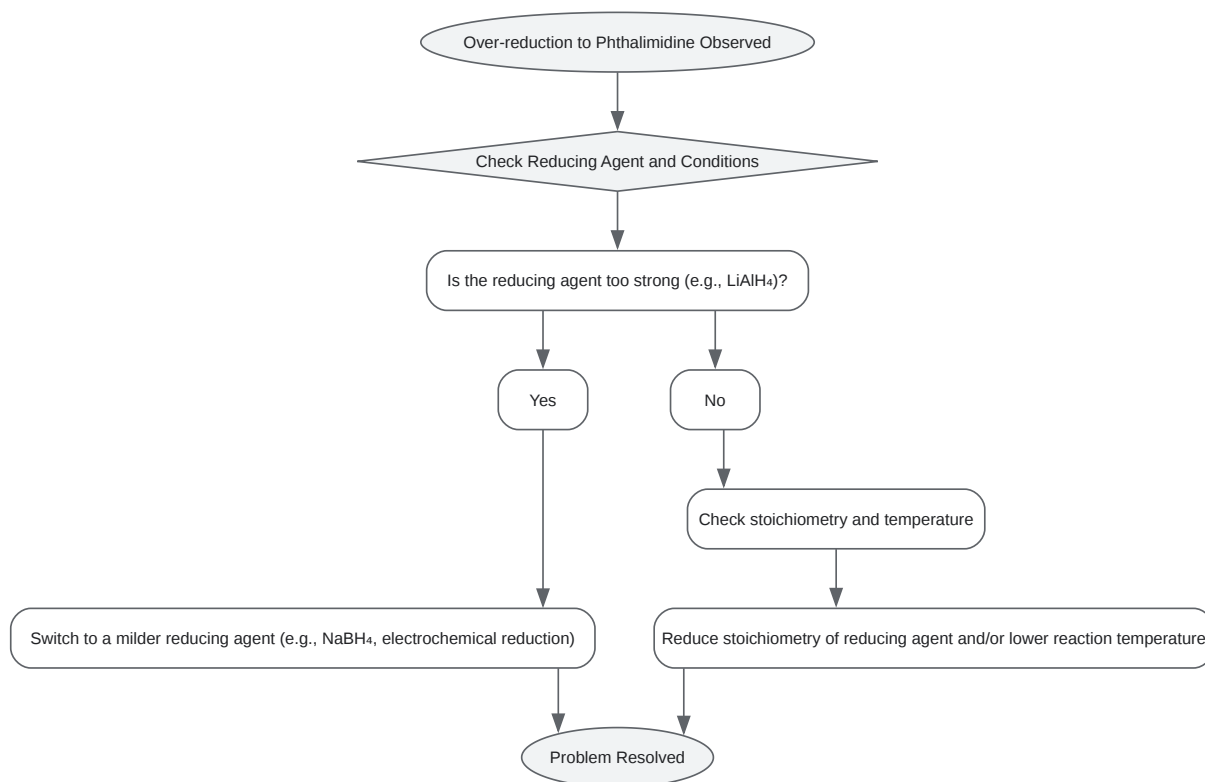 Over-reduction to Phthalimidine Observed
Check Reducing Agent and Conditions
Is the reducing agent too strong (e.g., LiAlH₄)?
Yes
No
Check stoichiometry and temperature
Switch to a milder reducing agent (e.g., NaBH₄, electrochemical reduction)
Reduce stoichiometry of reducing agent and/or lower reaction temperature
Problem Resolved